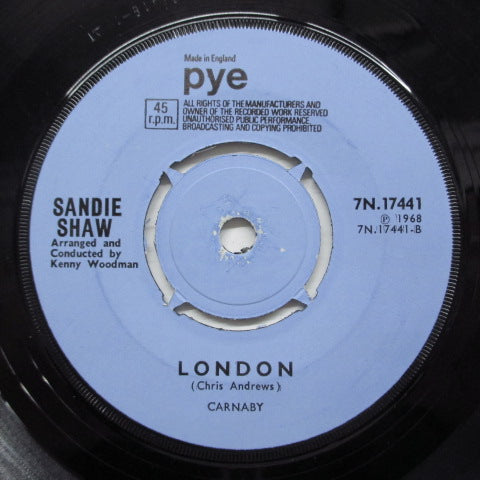 Made in England
pye
45
r.p.m.
ALL RIGHTS OF THE MANUFACTURERS AND
OWNER OF THE RECORDED WORK RESERVED
UNAUTHORISED PUBLIC PERFORMANCE
BROADCASTING AND COPYING PROHIBITED
SANDIE
SHAW
Arranged and
Conducted by
Kenny Woodman
7N.17441
Ⓟ 1968
7N.17441-B
LONDON
(Chris Andrews)
CARNABY